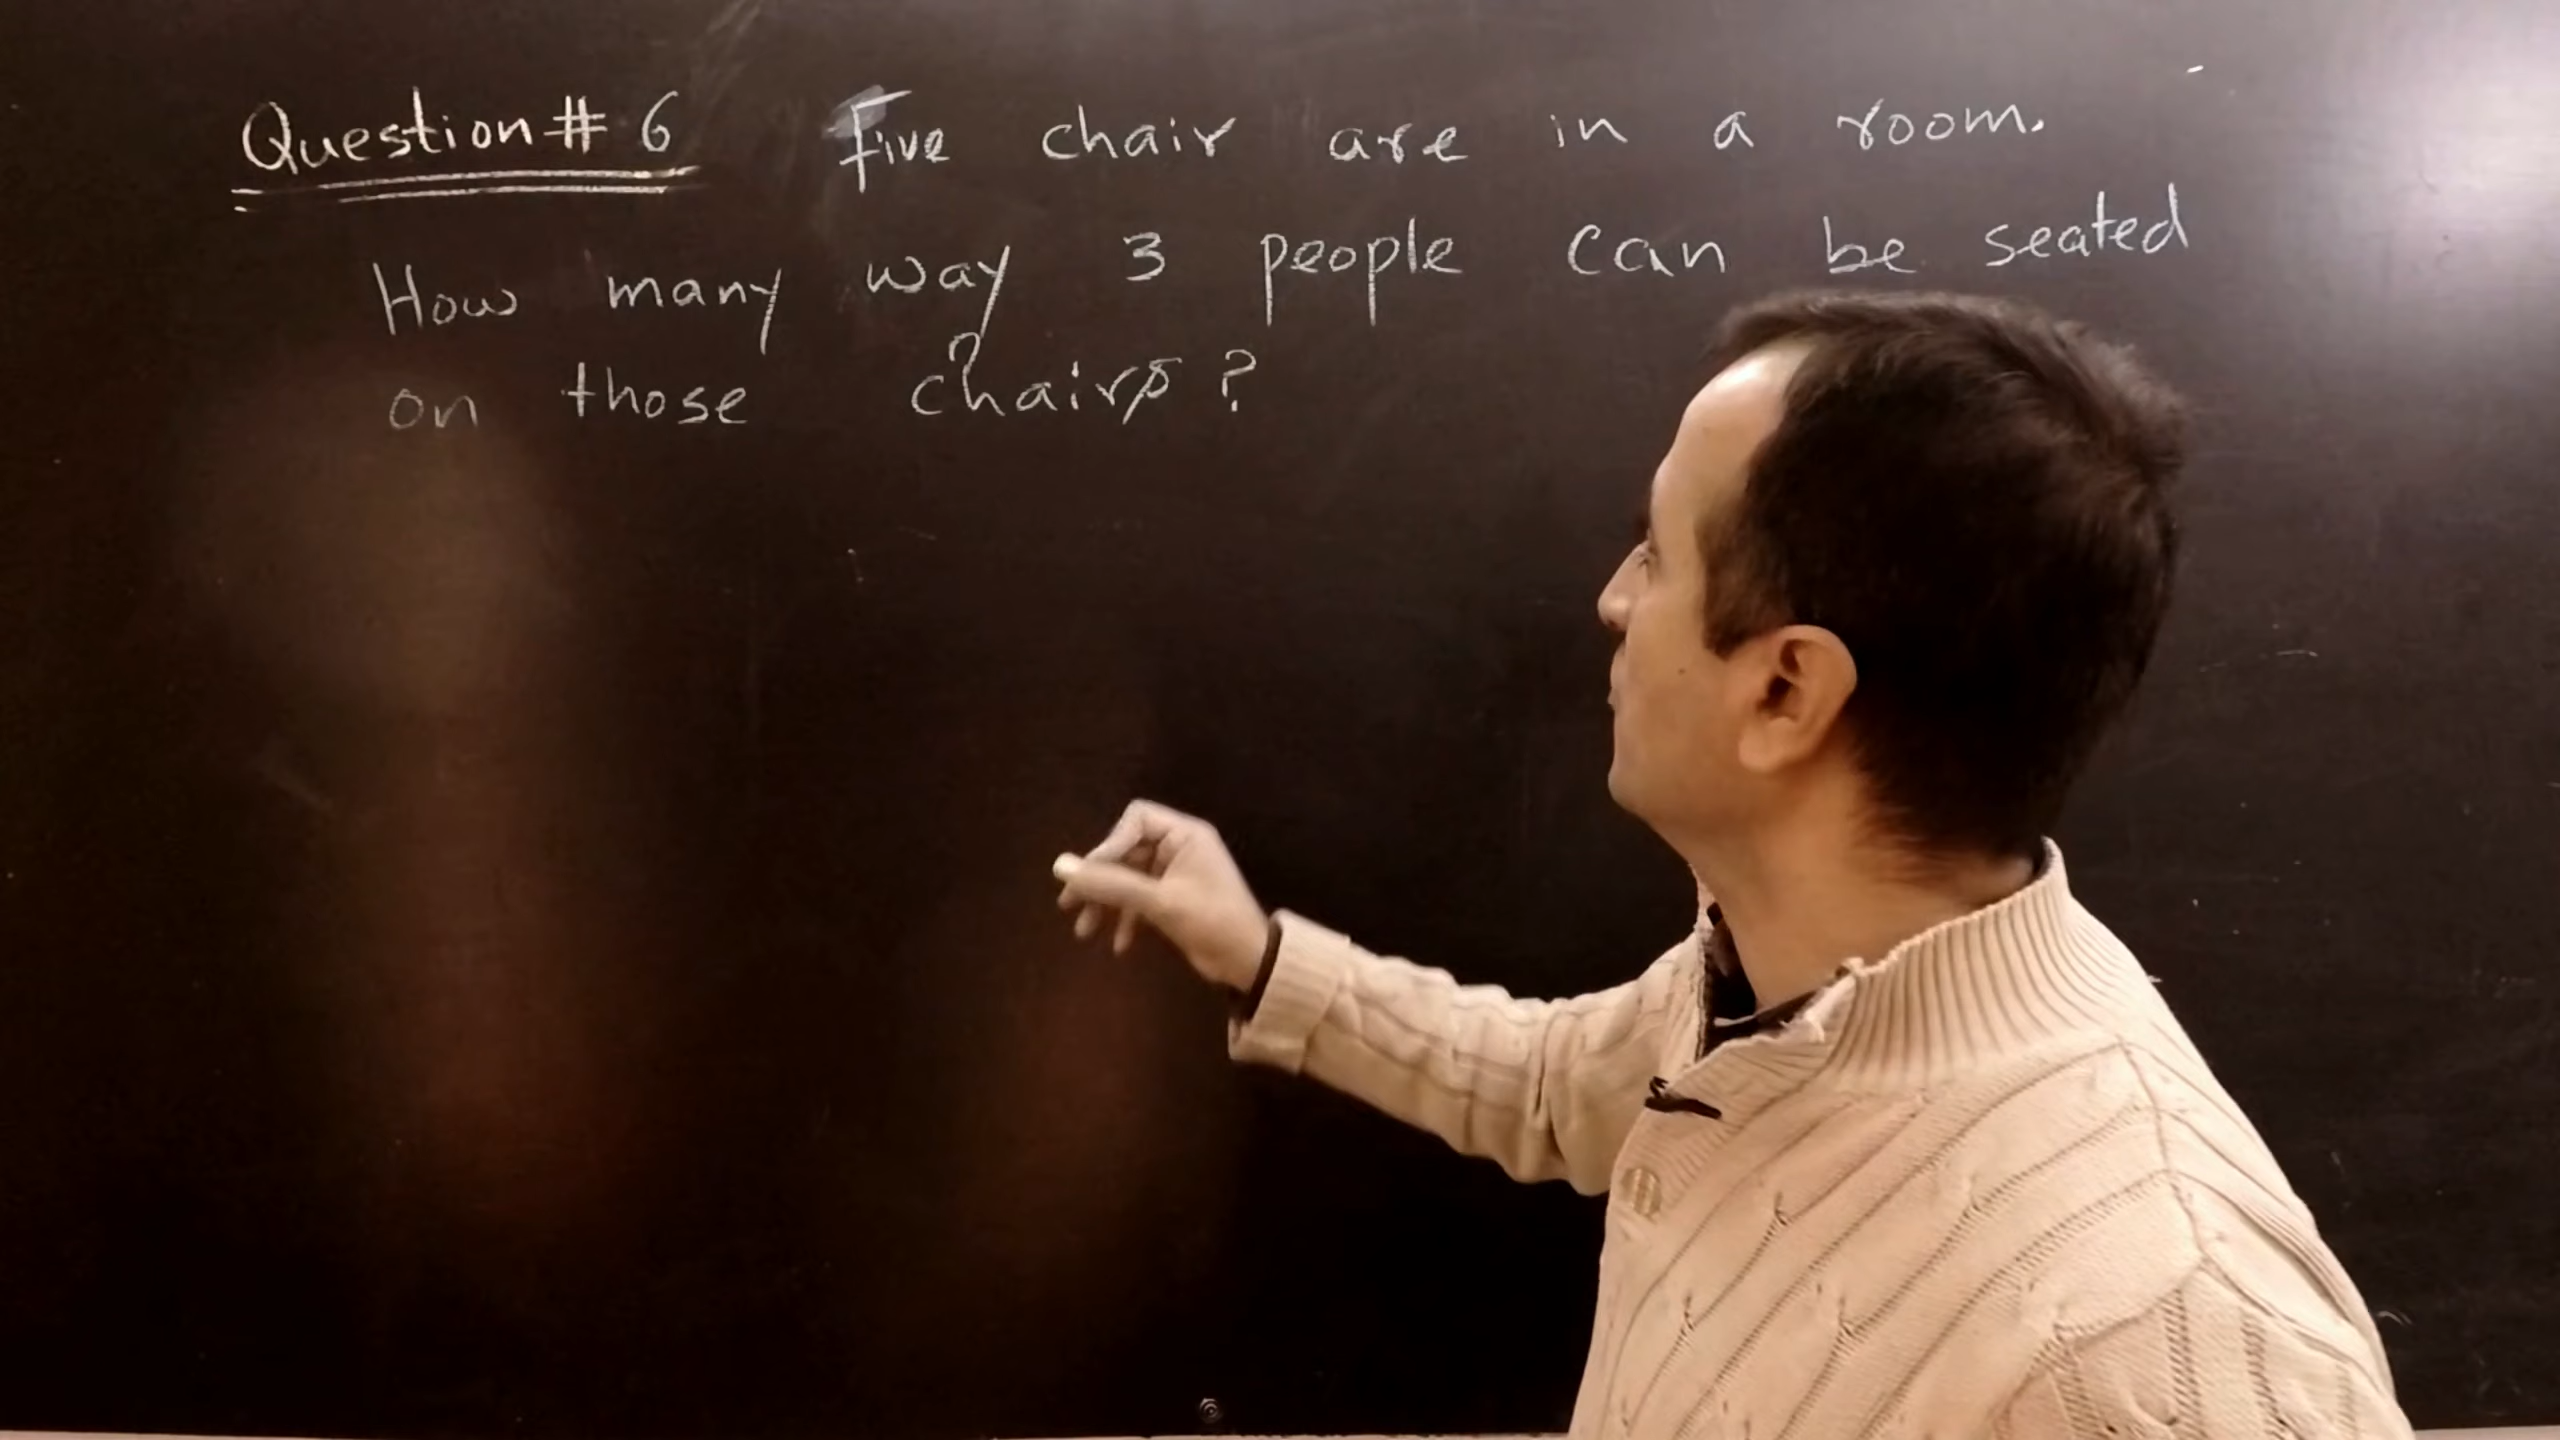 Question # 6 Five chair are in a room.
How many way 3 people can be seated
on those chairs?